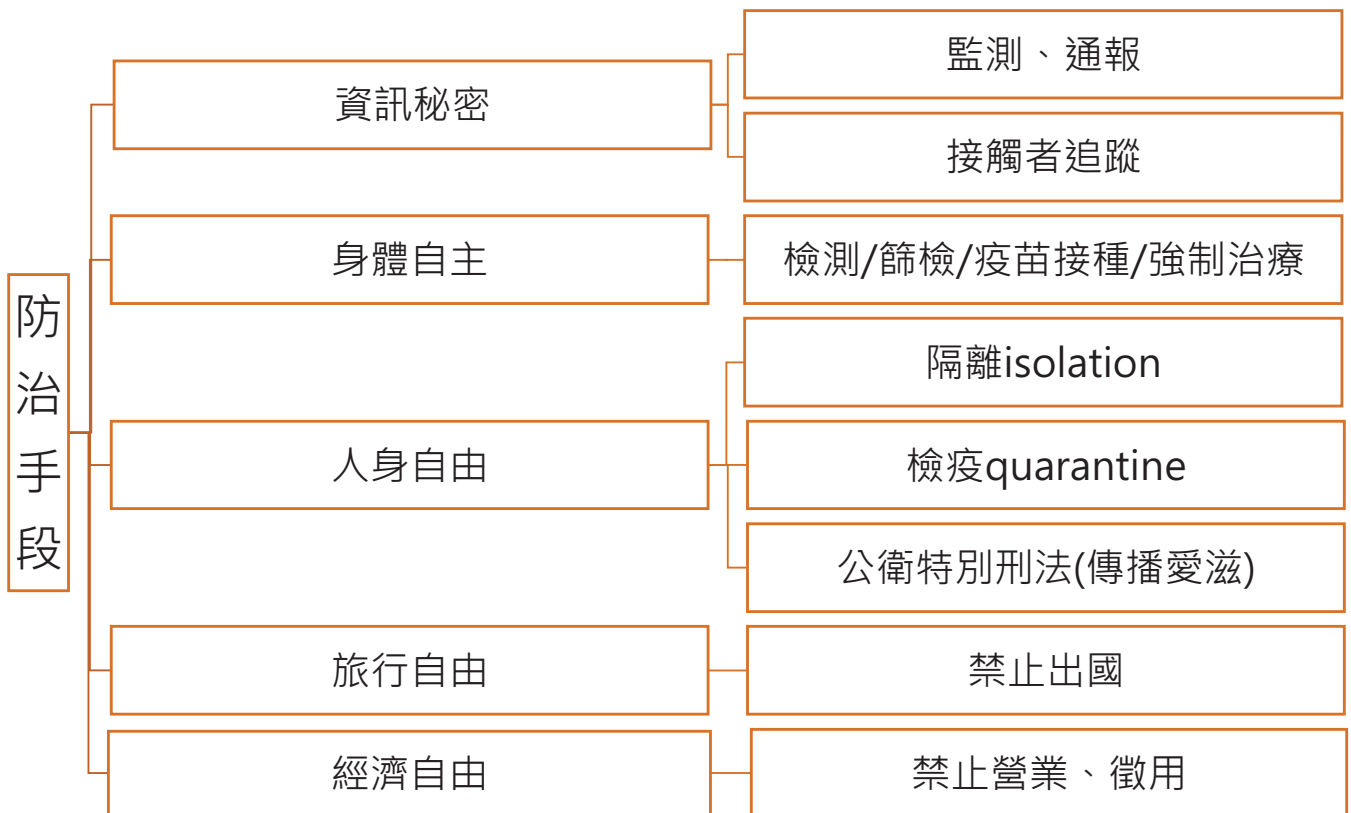 防治手段
資訊秘密
監測、通報
接觸者追蹤
身體自主
檢測/篩檢/疫苗接種/強制治療
人身自由
隔離isolation
檢疫quarantine
公衛特別刑法(傳播愛滋)
旅行自由
禁止出國
經濟自由
禁止營業、徵用